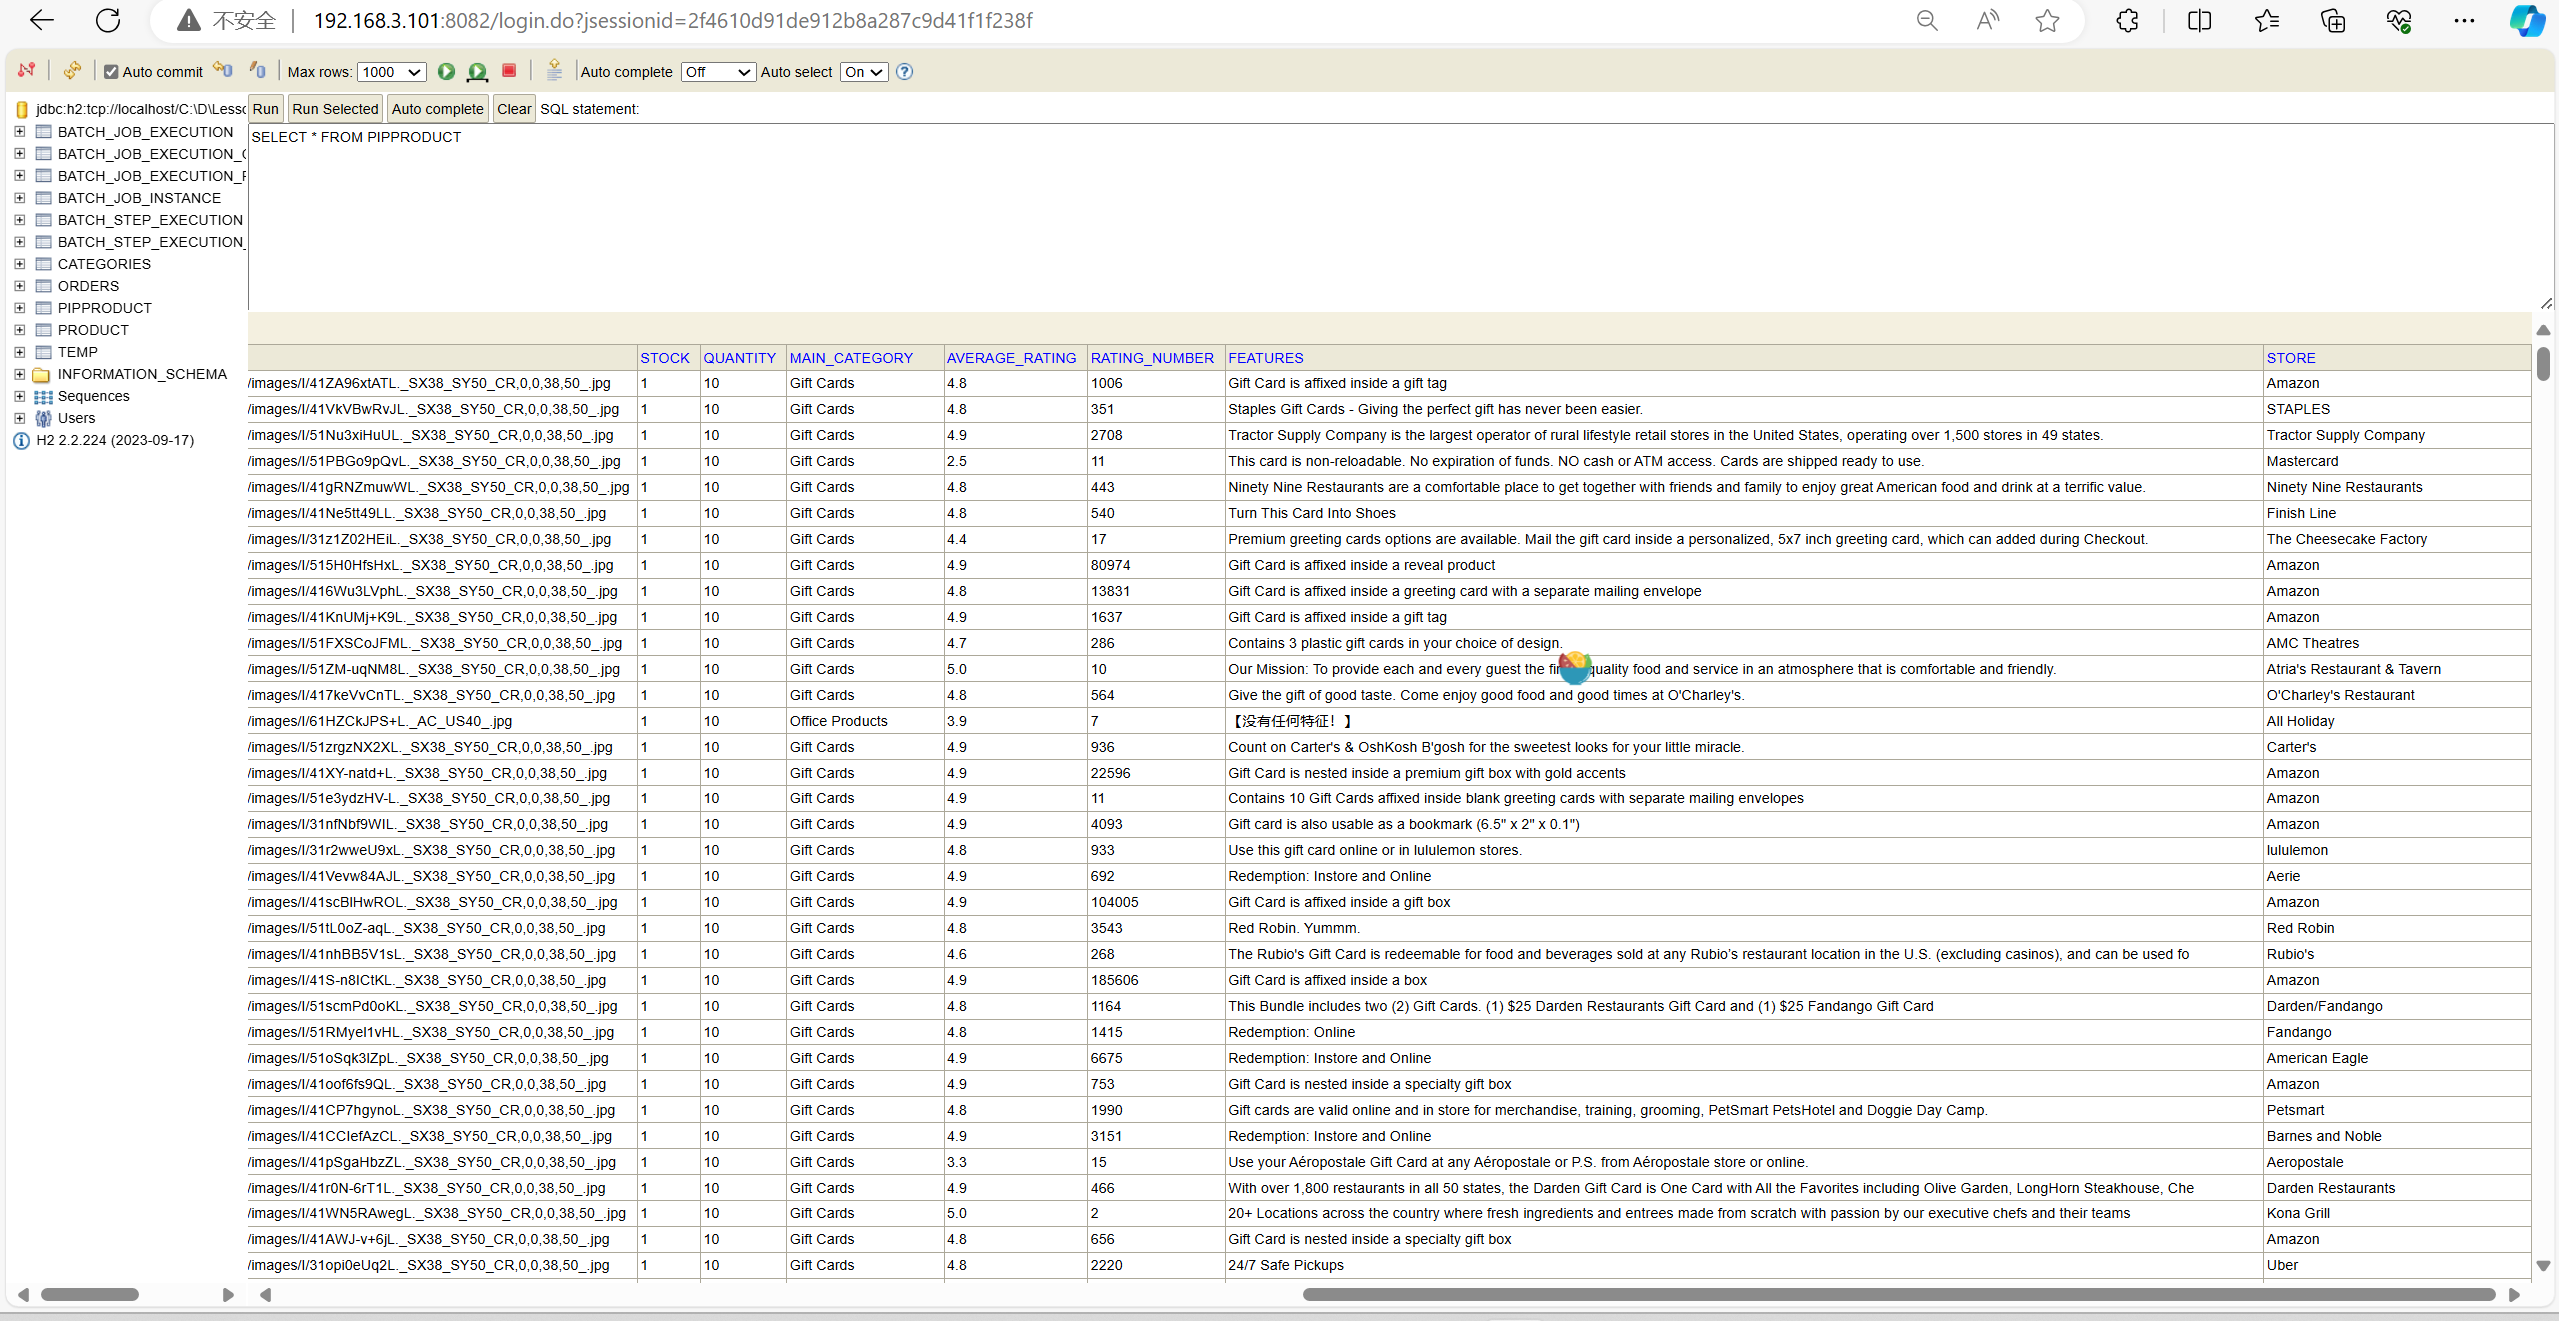 不安全 192.168.3.101:8082/login.do?jsessionid=2f4610d91de912b8a287c9d41f1f238f
Auto commit Max rows: 1000 Auto complete Off Auto select On
jdbc:h2:tcp://localhost/C:\D\Lesso
BATCH_JOB_EXECUTION
BATCH_JOB_EXECUTION_C
BATCH_JOB_EXECUTION_P
BATCH_JOB_INSTANCE
BATCH_STEP_EXECUTION
BATCH_STEP_EXECUTION_
CATEGORIES
ORDERS
PIPPRODUCT
PRODUCT
TEMP
INFORMATION_SCHEMA
Sequences
Users
H2 2.2.224 (2023-09-17)
Run Run Selected Auto complete Clear SQL statement:
SELECT * FROM PIPPRODUCT
STOCK QUANTITY MAIN_CATEGORY AVERAGE_RATING RATING_NUMBER FEATURES STORE
/images/I/41ZA96xtATL._SX38_SY50_CR,0,0,38,50_.jpg 1 10 Gift Cards 4.8 1006 Gift Card is affixed inside a gift tag Amazon
/images/I/41VkVBwRvJL._SX38_SY50_CR,0,0,38,50_.jpg 1 10 Gift Cards 4.8 351 Staples Gift Cards - Giving the perfect gift has never been easier. STAPLES
/images/I/51Nu3xiHuUL._SX38_SY50_CR,0,0,38,50_.jpg 1 10 Gift Cards 4.9 2708 Tractor Supply Company is the largest operator of rural lifestyle retail stores in the United States, operating over 1,500 stores in 49 states. Tractor Supply Company
/images/I/51PBGo9pQvL._SX38_SY50_CR,0,0,38,50_.jpg 1 10 Gift Cards 2.5 11 This card is non-reloadable. No expiration of funds. NO cash or ATM access. Cards are shipped ready to use. Mastercard
/images/I/41gRNZmuwWL._SX38_SY50_CR,0,0,38,50_.jpg 1 10 Gift Cards 4.8 443 Ninety Nine Restaurants are a comfortable place to get together with friends and family to enjoy great American food and drink at a terrific value. Ninety Nine Restaurants
/images/I/41Ne5tt49LL._SX38_SY50_CR,0,0,38,50_.jpg 1 10 Gift Cards 4.8 540 Turn This Card Into Shoes Finish Line
/images/I/31z1Z02HEiL._SX38_SY50_CR,0,0,38,50_.jpg 1 10 Gift Cards 4.4 17 Premium greeting cards options are available. Mail the gift card inside a personalized, 5x7 inch greeting card, which can added during Checkout. The Cheesecake Factory
/images/I/515H0HfsHxL._SX38_SY50_CR,0,0,38,50_.jpg 1 10 Gift Cards 4.9 80974 Gift Card is affixed inside a reveal product Amazon
/images/I/416Wu3LVphL._SX38_SY50_CR,0,0,38,50_.jpg 1 10 Gift Cards 4.8 13831 Gift Card is affixed inside a greeting card with a separate mailing envelope Amazon
/images/I/41KnUMj+K9L._SX38_SY50_CR,0,0,38,50_.jpg 1 10 Gift Cards 4.9 1637 Gift Card is affixed inside a gift tag Amazon
/images/I/51FXSCoJFML._SX38_SY50_CR,0,0,38,50_.jpg 1 10 Gift Cards 4.7 286 Contains 3 plastic gift cards in your choice of design. AMC Theatres
/images/I/51ZM-uqNM8L._SX38_SY50_CR,0,0,38,50_.jpg 1 10 Gift Cards 5.0 10 Our Mission: To provide each and every guest the quality food and service in an atmosphere that is comfortable and friendly. Atria's Restaurant & Tavern
/images/I/417keVvCnTL._SX38_SY50_CR,0,0,38,50_.jpg 1 10 Gift Cards 4.8 564 Give the gift of good taste. Come enjoy good food and good times at O'Charley's. O'Charley's Restaurant
/images/I/61HZCkJPS+L._AC_US40_.jpg 1 10 Office Products 3.9 7 【没有任何特征！】 All Holiday
/images/I/51zrgzNX2XL._SX38_SY50_CR,0,0,38,50_.jpg 1 10 Gift Cards 4.9 936 Count on Carter's & OshKosh B'gosh for the sweetest looks for your little miracle. Carter's
/images/I/41XY-natd+L._SX38_SY50_CR,0,0,38,50_.jpg 1 10 Gift Cards 4.9 22596 Gift Card is nested inside a premium gift box with gold accents Amazon
/images/I/51e3ydzHV-L._SX38_SY50_CR,0,0,38,50_.jpg 1 10 Gift Cards 4.9 11 Contains 10 Gift Cards affixed inside blank greeting cards with separate mailing envelopes Amazon
/images/I/31nfNbf9WIL._SX38_SY50_CR,0,0,38,50_.jpg 1 10 Gift Cards 4.9 4093 Gift card is also usable as a bookmark (6.5" x 2" x 0.1") Amazon
/images/I/31r2wweU9xL._SX38_SY50_CR,0,0,38,50_.jpg 1 10 Gift Cards 4.8 933 Use this gift card online or in lululemon stores. lululemon
/images/I/41Vevw84AJL._SX38_SY50_CR,0,0,38,50_.jpg 1 10 Gift Cards 4.9 692 Redemption: Instore and Online Aerie
/images/I/41scBlHwROL._SX38_SY50_CR,0,0,38,50_.jpg 1 10 Gift Cards 4.9 104005 Gift Card is affixed inside a gift box Amazon
/images/I/51tL0oZ-aqL._SX38_SY50_CR,0,0,38,50_.jpg 1 10 Gift Cards 4.8 3543 Red Robin. Yummm. Red Robin
/images/I/41nhBB5V1sL._SX38_SY50_CR,0,0,38,50_.jpg 1 10 Gift Cards 4.6 268 The Rubio's Gift Card is redeemable for food and beverages sold at any Rubio's restaurant location in the U.S. (excluding casinos), and can be used fo Rubio's
/images/I/41S-n8ICtKL._SX38_SY50_CR,0,0,38,50_.jpg 1 10 Gift Cards 4.9 185606 Gift Card is affixed inside a box Amazon
/images/I/51scmPd0oKL._SX38_SY50_CR,0,0,38,50_.jpg 1 10 Gift Cards 4.8 1164 This Bundle includes two (2) Gift Cards. (1) $25 Darden Restaurants Gift Card and (1) $25 Fandango Gift Card Darden/Fandango
/images/I/51RMyeI1vHL._SX38_SY50_CR,0,0,38,50_.jpg 1 10 Gift Cards 4.8 1415 Redemption: Online Fandango
/images/I/51oSqk3IZpL._SX38_SY50_CR,0,0,38,50_.jpg 1 10 Gift Cards 4.9 6675 Redemption: Instore and Online American Eagle
/images/I/41oof6fs9QL._SX38_SY50_CR,0,0,38,50_.jpg 1 10 Gift Cards 4.9 753 Gift Card is nested inside a specialty gift box Amazon
/images/I/41CP7hgynoL._SX38_SY50_CR,0,0,38,50_.jpg 1 10 Gift Cards 4.8 1990 Gift cards are valid online and in store for merchandise, training, grooming, PetSmart PetsHotel and Doggie Day Camp. Petsmart
/images/I/41CCIefAzCL._SX38_SY50_CR,0,0,38,50_.jpg 1 10 Gift Cards 4.9 3151 Redemption: Instore and Online Barnes and Noble
/images/I/41pSgaHbzZL._SX38_SY50_CR,0,0,38,50_.jpg 1 10 Gift Cards 3.3 15 Use your Aéropostale Gift Card at any Aéropostale or P.S. from Aéropostale store or online. Aeropostale
/images/I/41r0N-6rT1L._SX38_SY50_CR,0,0,38,50_.jpg 1 10 Gift Cards 4.9 466 With over 1,800 restaurants in all 50 states, the Darden Gift Card is One Card with All the Favorites including Olive Garden, LongHorn Steakhouse, Che Darden Restaurants
/images/I/41WN5RAwegL._SX38_SY50_CR,0,0,38,50_.jpg 1 10 Gift Cards 5.0 2 20+ Locations across the country where fresh ingredients and entrees made from scratch with passion by our executive chefs and their teams Kona Grill
/images/I/41AWJ-v+6jL._SX38_SY50_CR,0,0,38,50_.jpg 1 10 Gift Cards 4.8 656 Gift Card is nested inside a specialty gift box Amazon
/images/I/31opi0eUq2L._SX38_SY50_CR,0,0,38,50_.jpg 1 10 Gift Cards 4.8 2220 24/7 Safe Pickups Uber